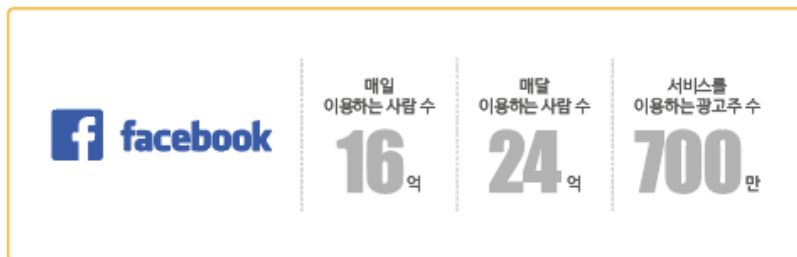 facebook
매일
이용하는 사람 수
16억
매달
이용하는 사람 수
24억
서비스를
이용하는 광고주 수
700만